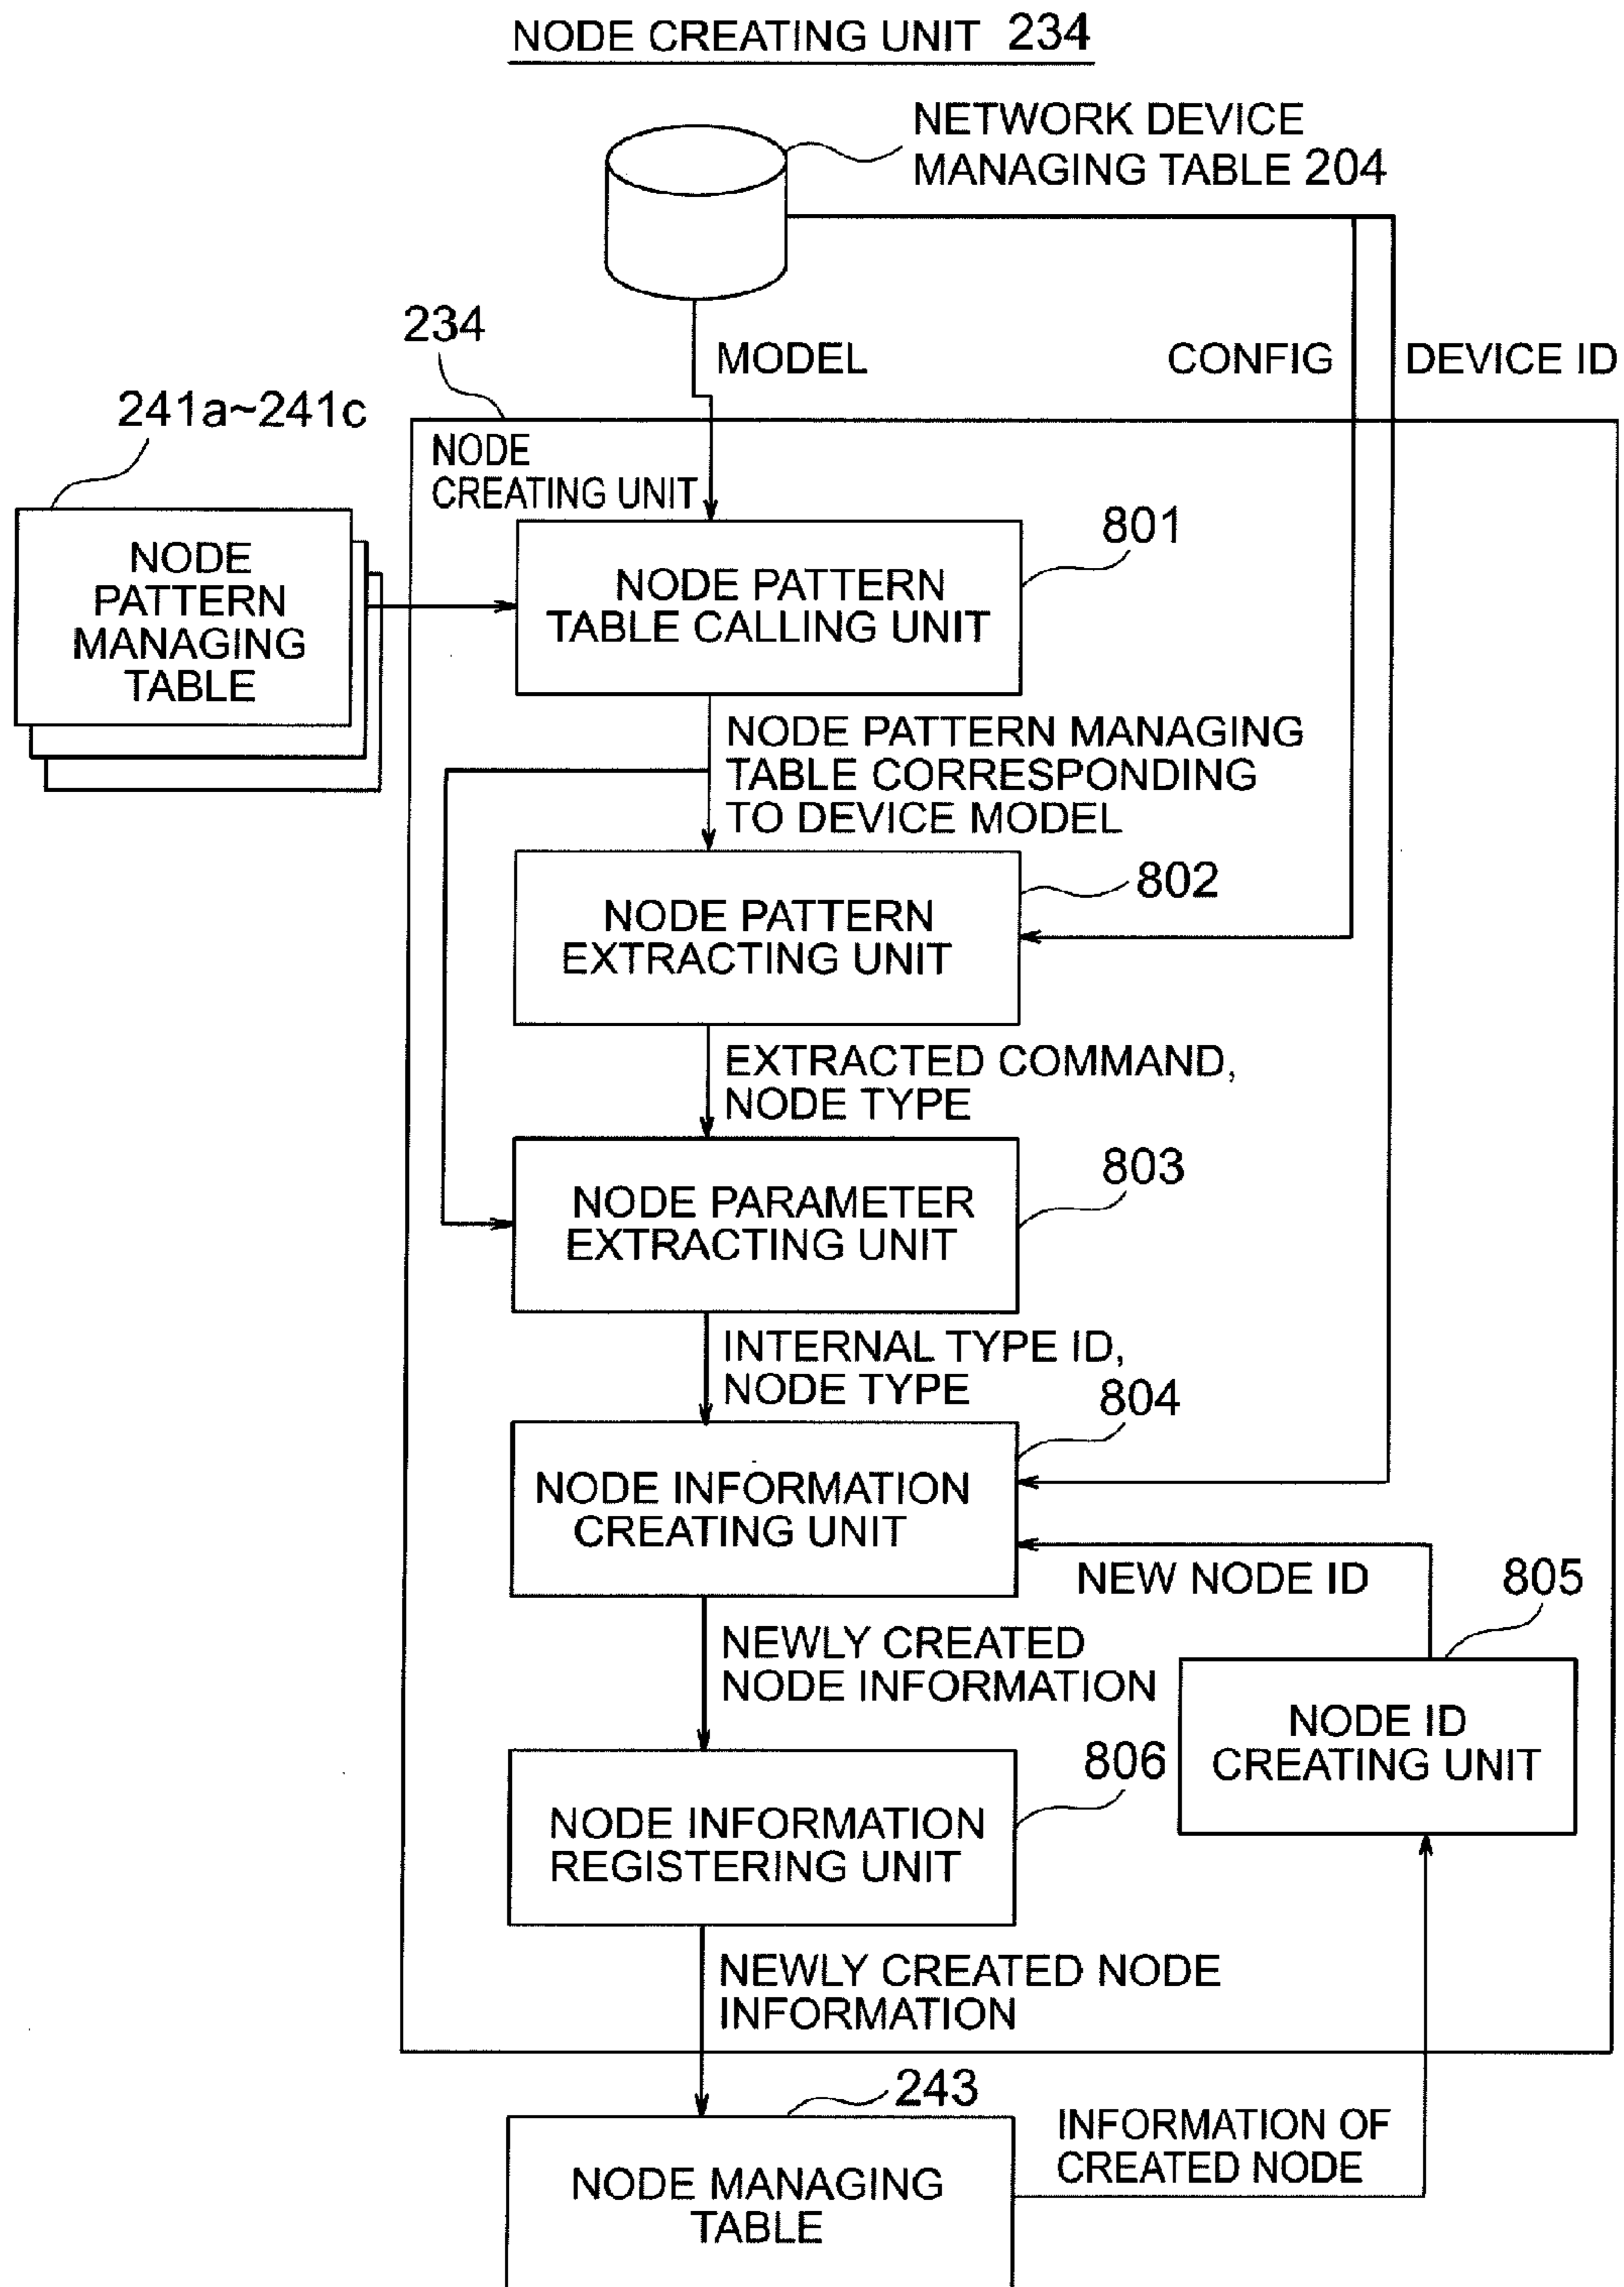 NODE CREATING UNIT 234
NETWORK DEVICE
MANAGING TABLE 204
234
MODEL
CONFIG
DEVICE ID
241a~241c
NODE
CREATING UNIT
NODE
PATTERN
MANAGING
TABLE
801
NODE PATTERN
TABLE CALLING UNIT
NODE PATTERN MANAGING
TABLE CORRESPONDING
TO DEVICE MODEL
802
NODE PATTERN
EXTRACTING UNIT
EXTRACTED COMMAND,
NODE TYPE
803
NODE PARAMETER
EXTRACTING UNIT
INTERNAL TYPE ID,
NODE TYPE
804
NODE INFORMATION
CREATING UNIT
NEW NODE ID
805
NEWLY CREATED
NODE INFORMATION
NODE ID
CREATING UNIT
806
NODE INFORMATION
REGISTERING UNIT
NEWLY CREATED NODE
INFORMATION
243
INFORMATION OF
CREATED NODE
NODE MANAGING
TABLE